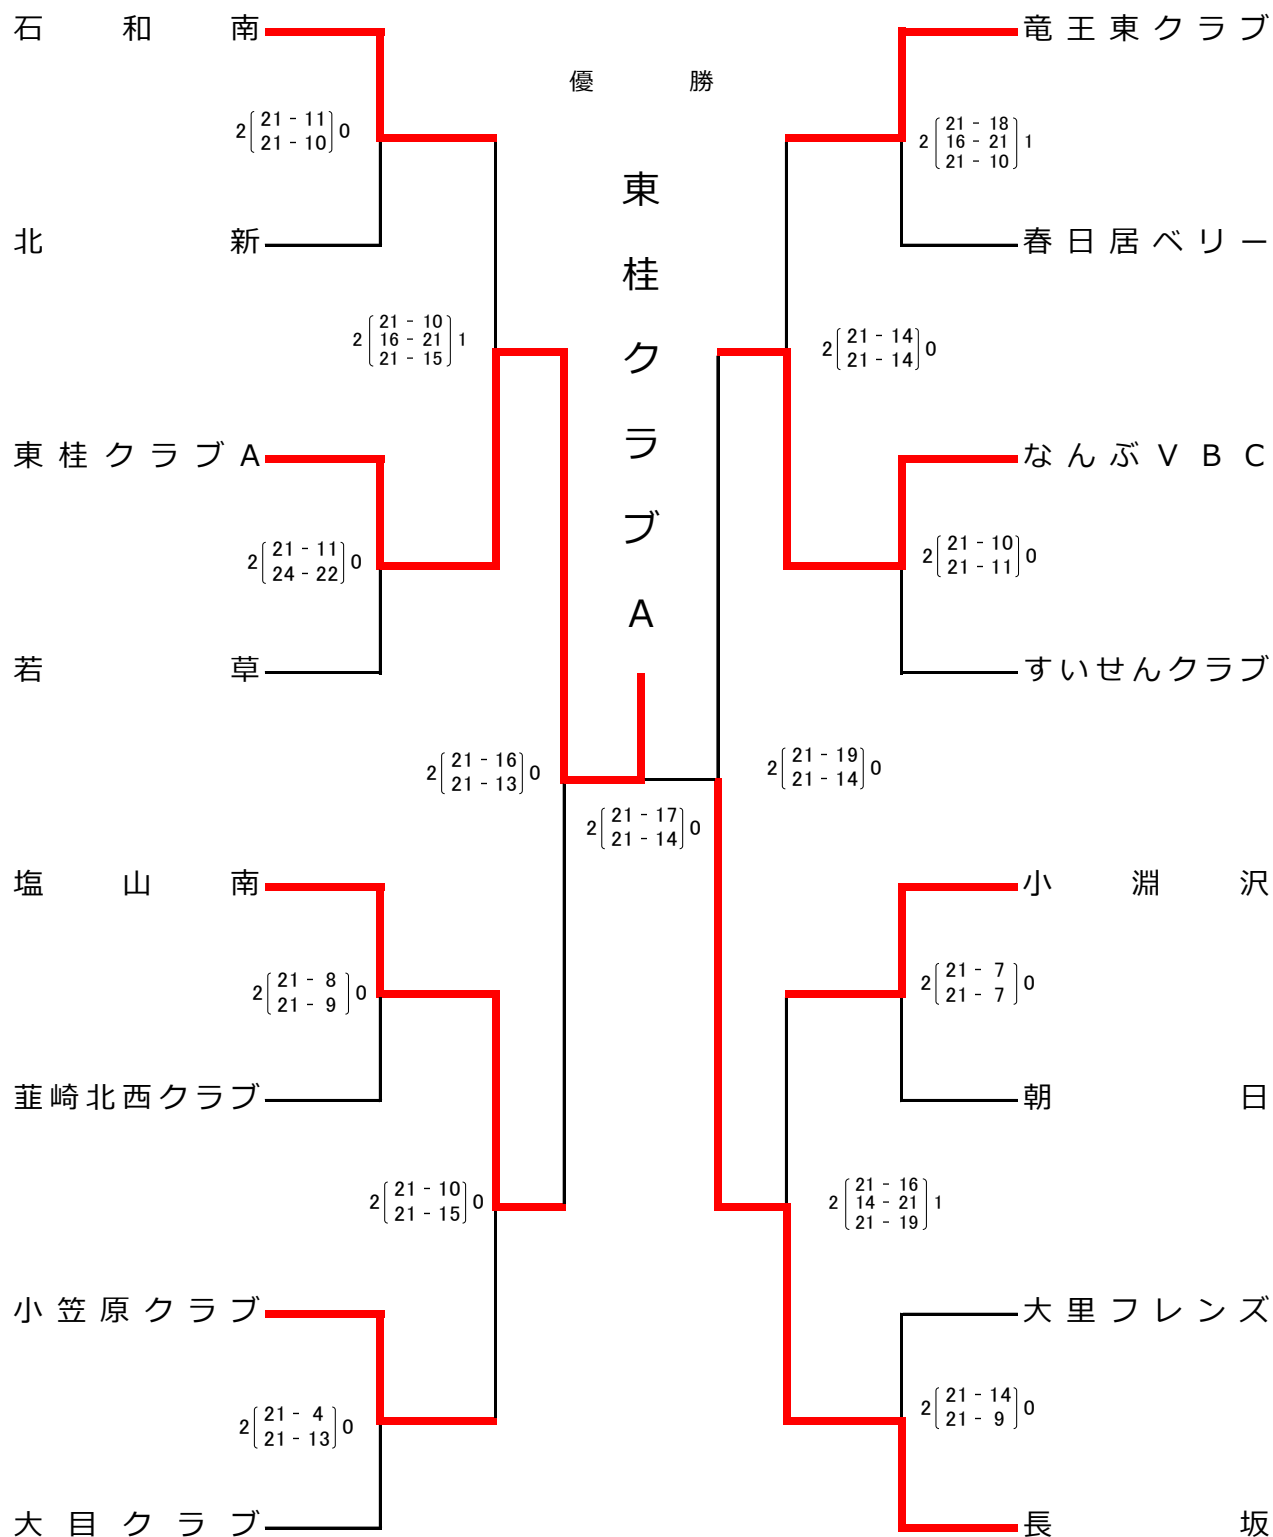 石和南
竜王東クラブ
優勝
2 21 - 11 0
21 - 10
2 21 - 18 1
16 - 21
21 - 10
東桂クラブA
北新
春日居ベリー
2 21 - 10 1
16 - 21
21 - 15
2 21 - 14 0
21 - 14
東桂クラブA
なんぶVBC
2 21 - 11 0
24 - 22
2 21 - 10 0
21 - 11
若草
すいせんクラブ
2 21 - 16 0
21 - 13
2 21 - 19 0
21 - 14
2 21 - 17 0
21 - 14
塩山南
小淵沢
2 21 - 8 0
21 - 9
2 21 - 7 0
21 - 7
韮崎北西クラブ
朝日
2 21 - 10 0
21 - 15
2 21 - 16 1
14 - 21
21 - 19
小笠原クラブ
大里フレンズ
2 21 - 4 0
21 - 13
2 21 - 14 0
21 - 9
大目クラブ
長坂